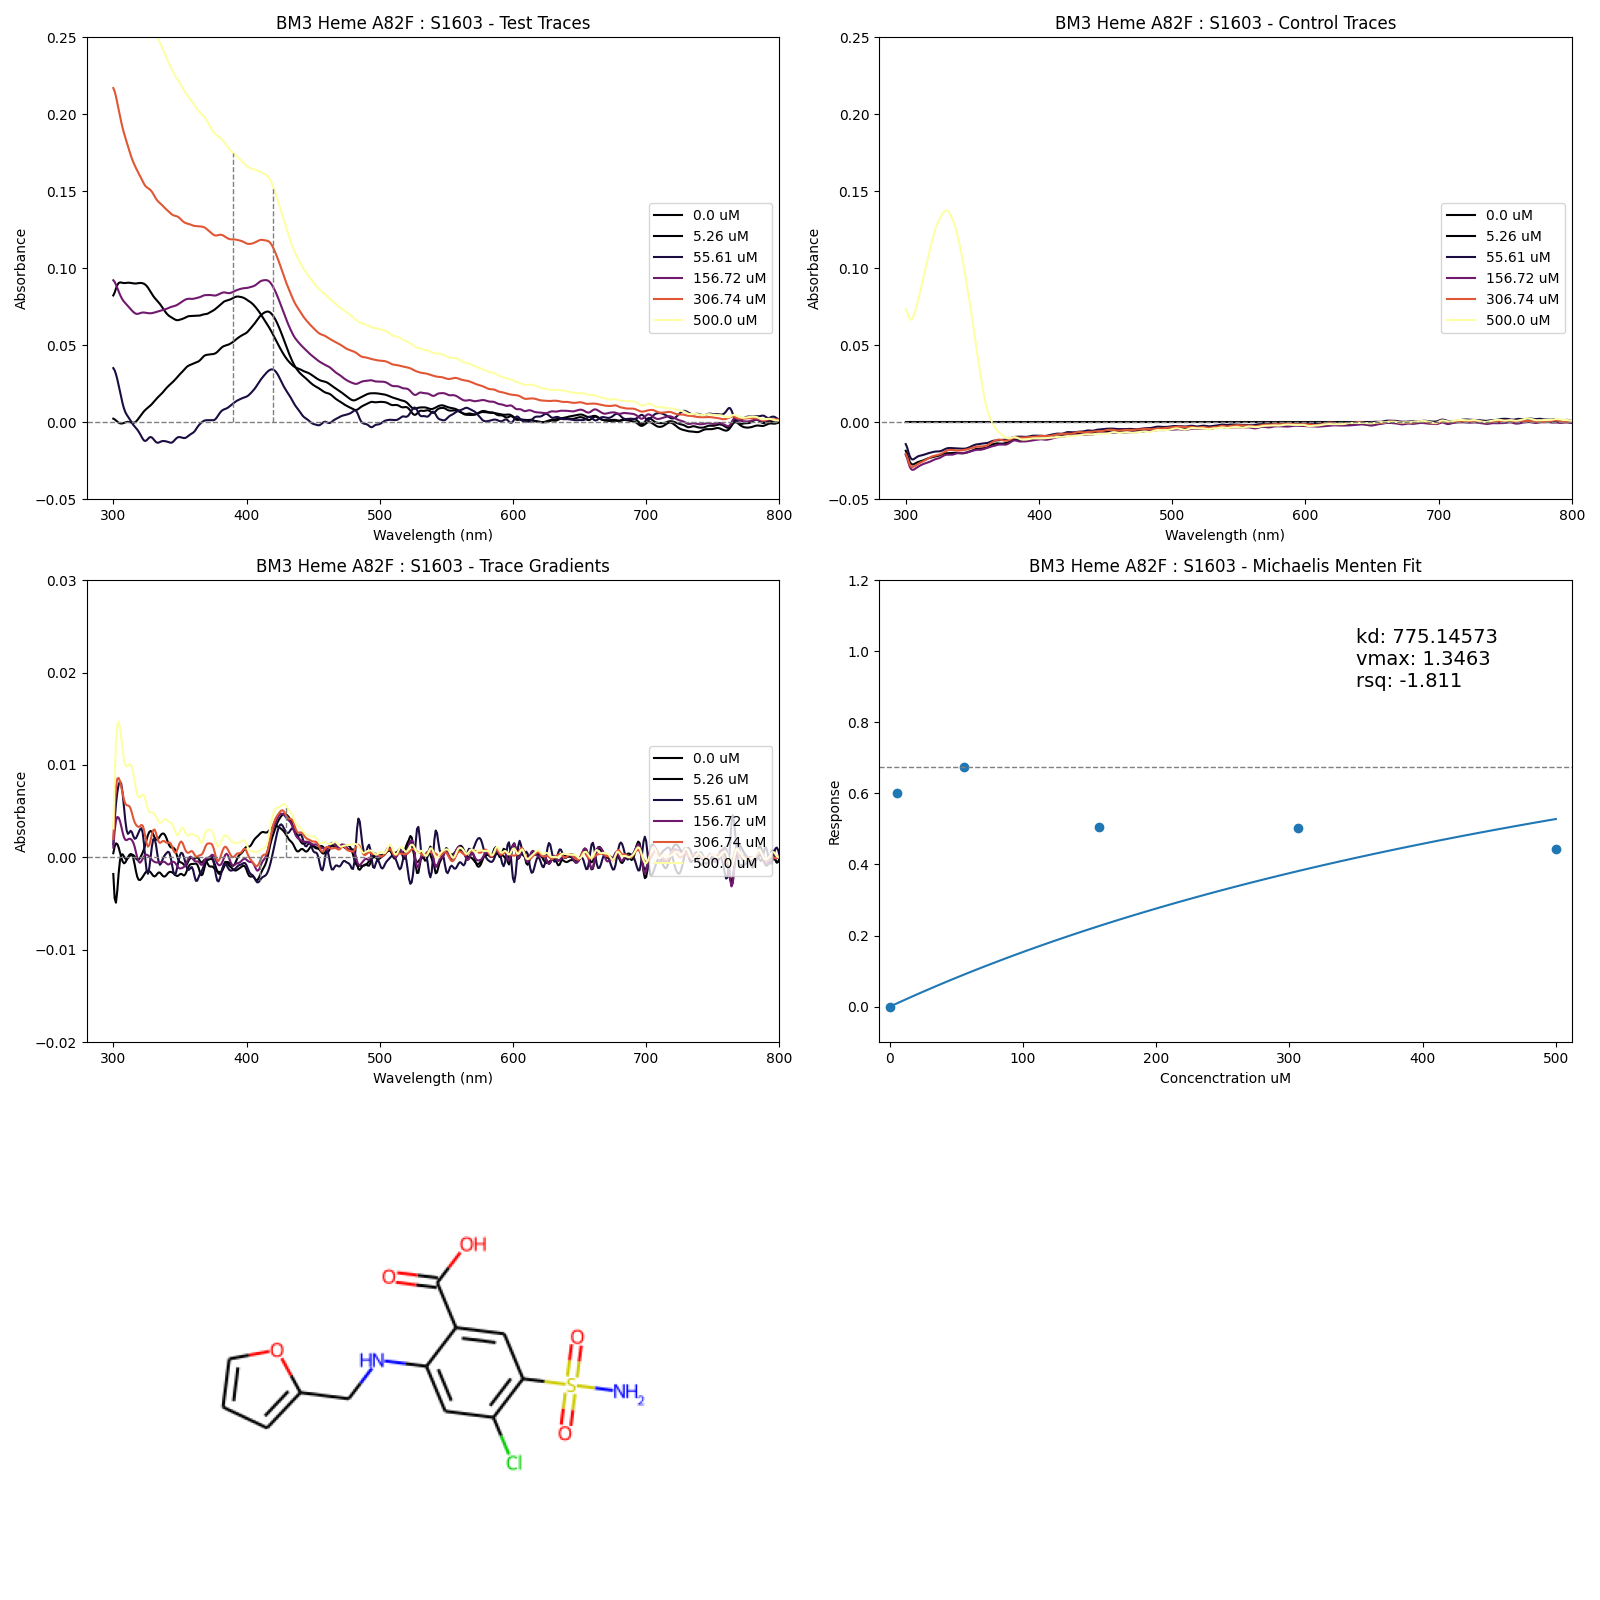 BM3 Heme A82F : S1603 - Test Traces
Absorbance
0.25
0.20
0.15
0.10
0.05
0.00
−0.05
300 400 500 600 700 800
Wavelength (nm)
0.0 uM
5.26 uM
55.61 uM
156.72 uM
306.74 uM
500.0 uM
BM3 Heme A82F : S1603 - Control Traces
Absorbance
0.25
0.20
0.15
0.10
0.05
0.00
−0.05
300 400 500 600 700 800
Wavelength (nm)
0.0 uM
5.26 uM
55.61 uM
156.72 uM
306.74 uM
500.0 uM
BM3 Heme A82F : S1603 - Trace Gradients
Absorbance
0.03
0.02
0.01
0.00
−0.01
−0.02
300 400 500 600 700 800
Wavelength (nm)
0.0 uM
5.26 uM
55.61 uM
156.72 uM
306.74 uM
500.0 uM
BM3 Heme A82F : S1603 - Michaelis Menten Fit
Response
1.2
1.0
0.8
0.6
0.4
0.2
0.0
0 100 200 300 400 500
Concenctration uM
kd: 775.14573
vmax: 1.3463
rsq: -1.811
OH
O
O
HN
O
S
NH2
O
Cl